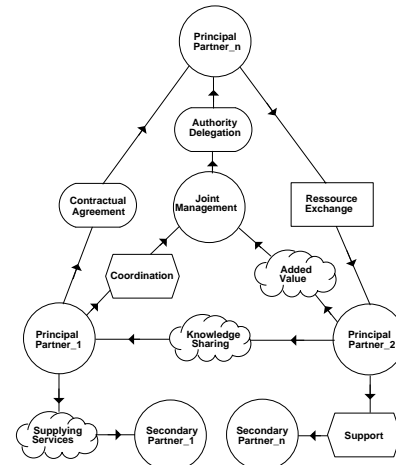 Principal
Partner_n
Authority
Delegation
Contractual
Agreement
Joint
Management
Ressource
Exchange
Coordination
Added
Value
Principal
Partner_1
Knowledge
Sharing
Principal
Partner_2
Supplying
Services
Secondary
Partner_1
Secondary
Partner_n
Support